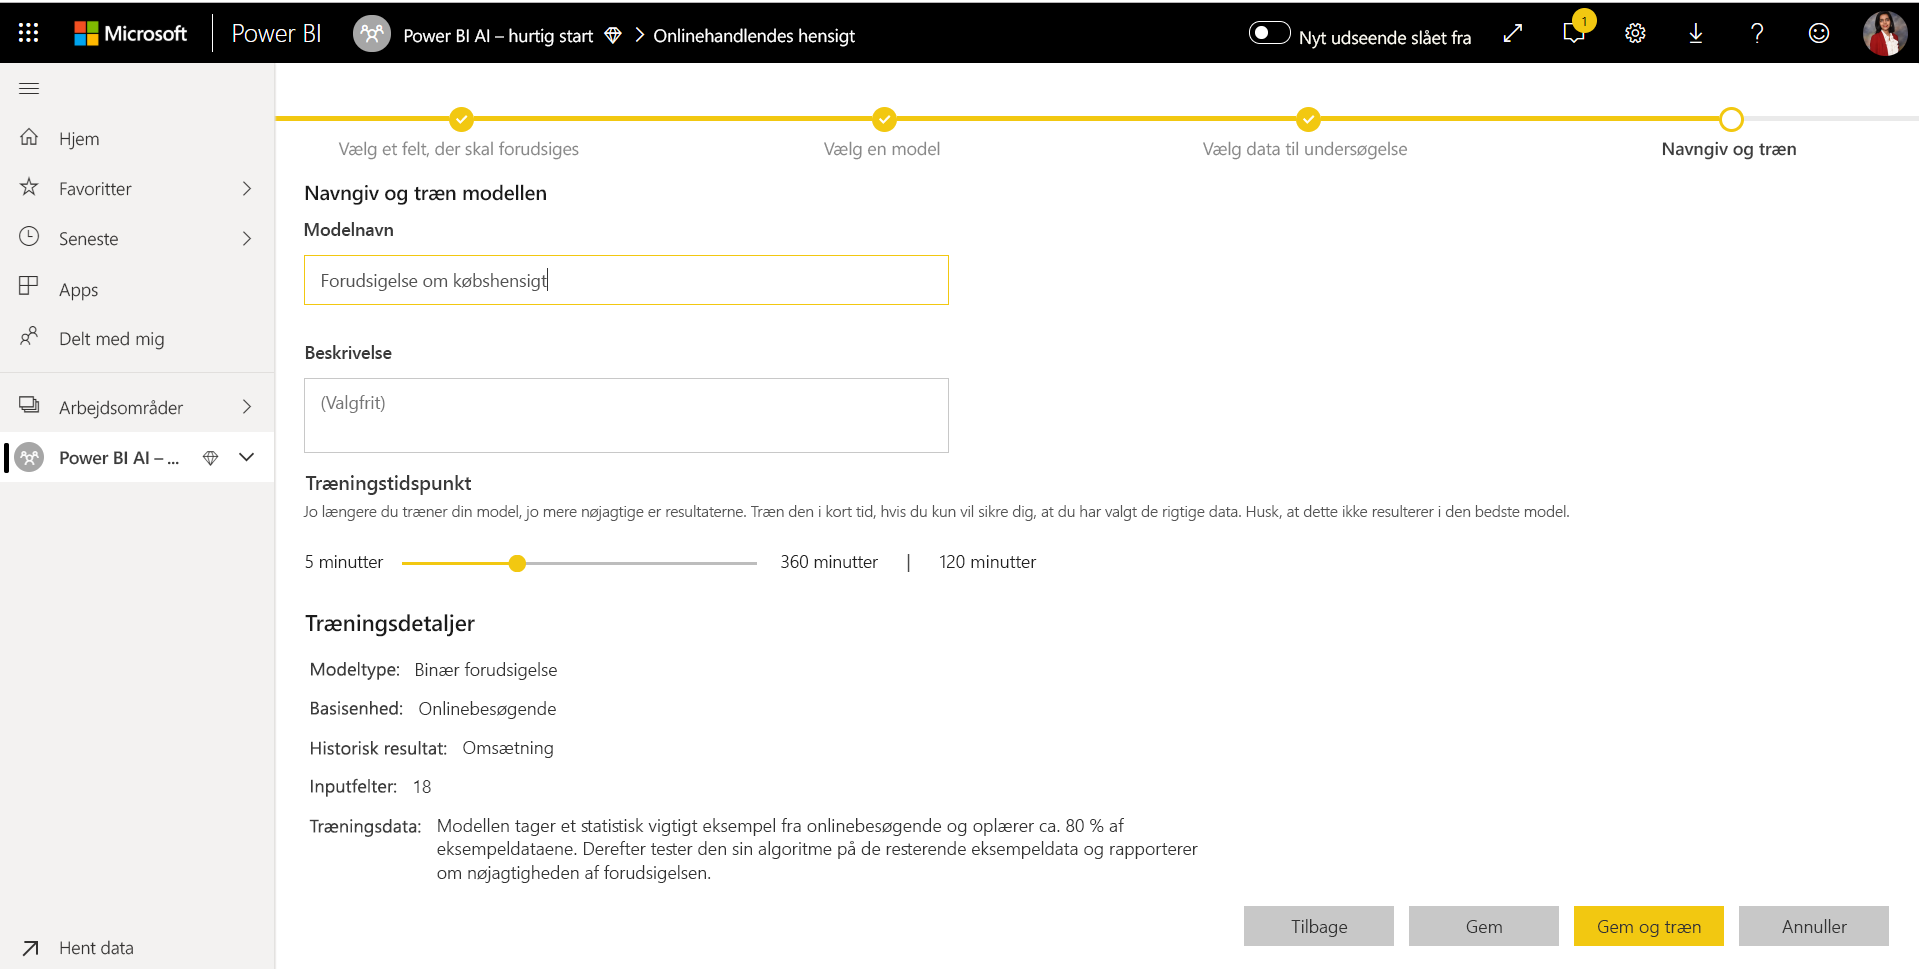 Microsoft Power BI Power BI AI – hurtig start Onlinehandlendes hensigt Nyt udseende slået fra 1 ?
Hjem
Favoritter
Seneste
Apps
Delt med mig
Arbejdsområder
Power BI AI – ...
Hent data
Vælg et felt, der skal forudsiges Vælg en model Vælg data til undersøgelse Navngiv og træn
Navngiv og træn modellen
Modelnavn
Forudsigelse om købshensigt
Beskrivelse
(Valgfrit)
Træningstidspunkt
Jo længere du træner din model, jo mere nøjagtige er resultaterne. Træn den i kort tid, hvis du kun vil sikre dig, at du har valgt de rigtige data. Husk, at dette ikke resulterer i den bedste model.
5 minutter 360 minutter | 120 minutter
Træningsdetaljer
Modeltype: Binær forudsigelse
Basisenhed: Onlinebesøgende
Historisk resultat: Omsætning
Inputfelter: 18
Træningsdata: Modellen tager et statistisk vigtigt eksempel fra onlinebesøgende og oplærer ca. 80 % af
eksempeldataene. Derefter tester den sin algoritme på de resterende eksempeldata og rapporterer
om nøjagtigheden af forudsigelsen.
Tilbage Gem Gem og træn Annuller